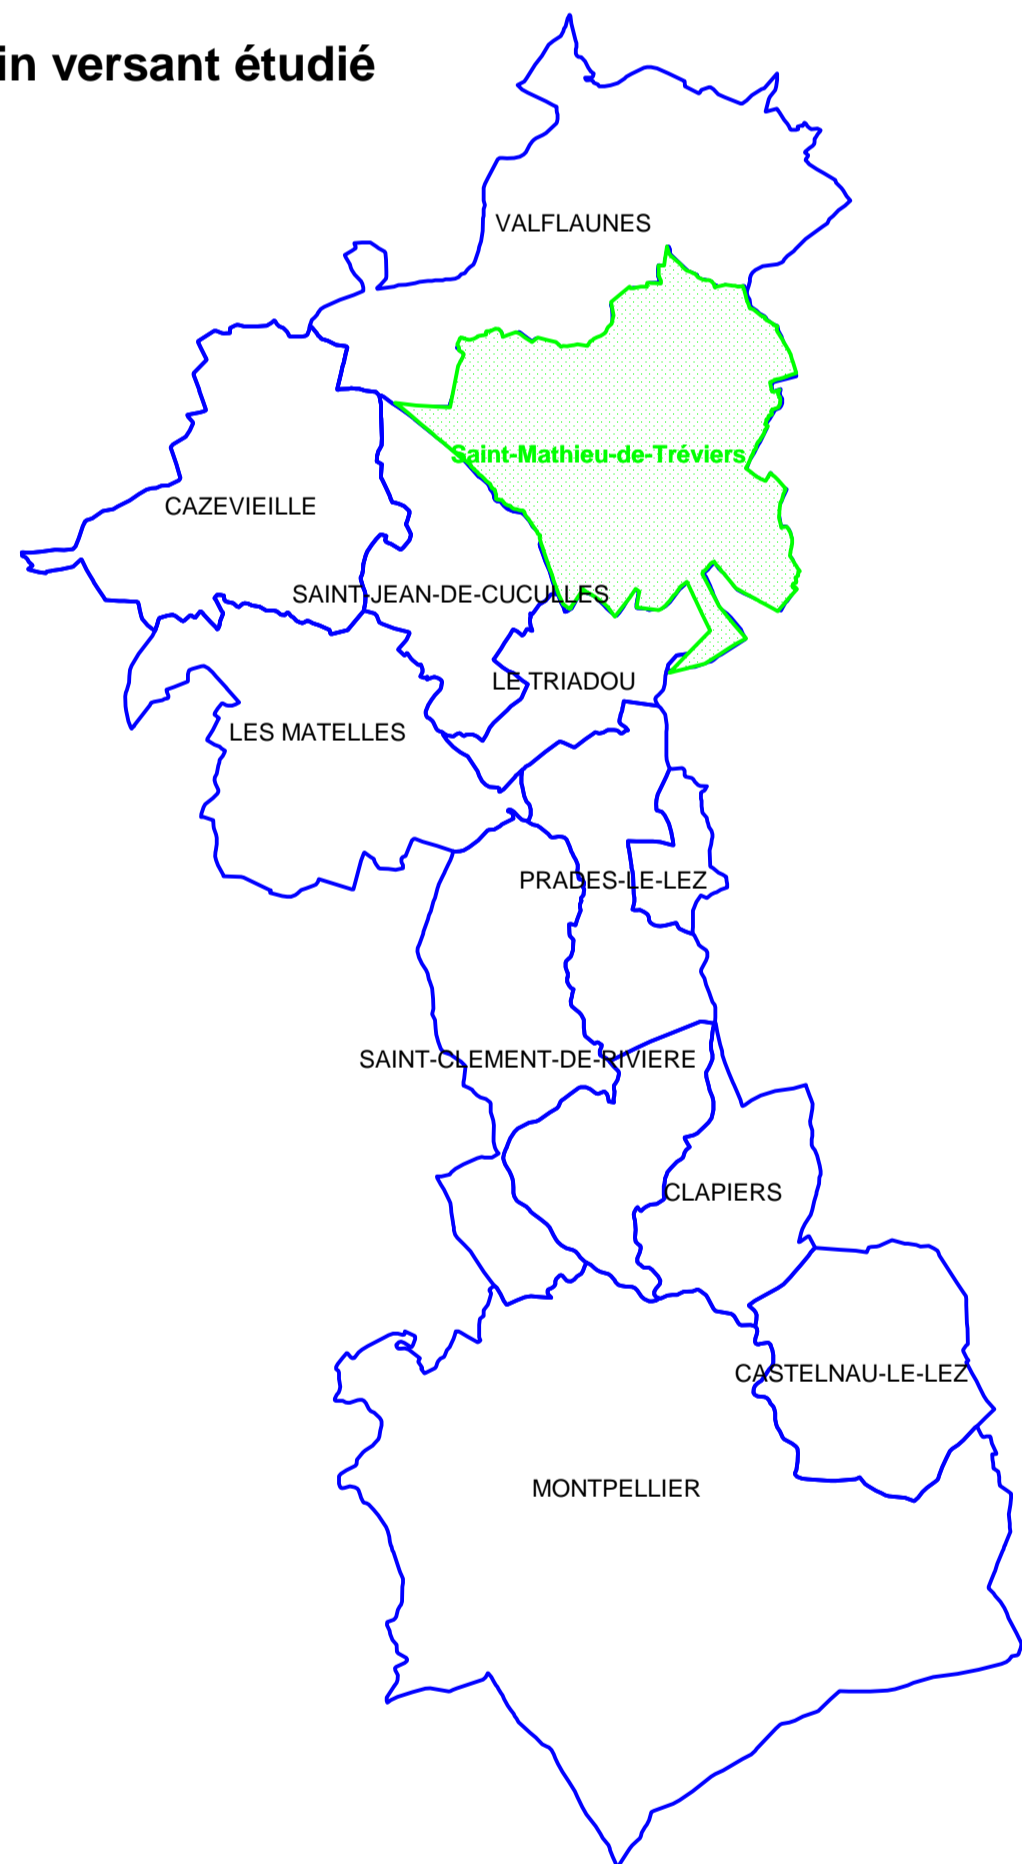 in versant étudié
VALFLAUNES
Saint-Mathieu-de-Tréviers
CAZEVIEILLE
SAINT-JEAN-DE-CUCULLES
LE TRIADOU
LES MATELLES
PRADES-LE-LEZ
SAINT-CLEMENT-DE-RIVIERE
CLAPIERS
CASTELNAU-LE-LEZ
MONTPELLIER